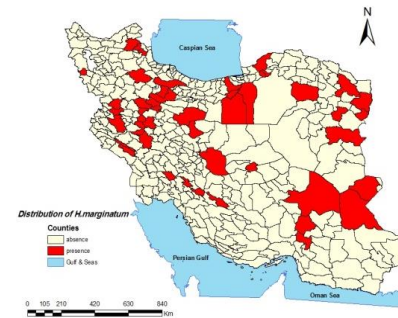 Caspian Sea
N
Distribution of H.marginatum
Counties
absence
presence
Gulf & Seas
Persian Gulf
Oman Sea
0 105 210 420 630 840
Km